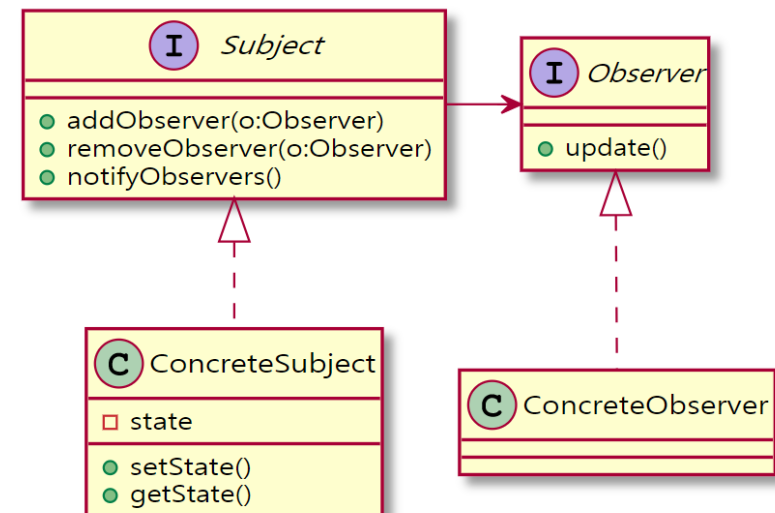 I Subject
addObserver(o:Observer)
removeObserver(o:Observer)
notifyObservers()
I Observer
update()
C ConcreteSubject
state
setState()
getState()
C ConcreteObserver